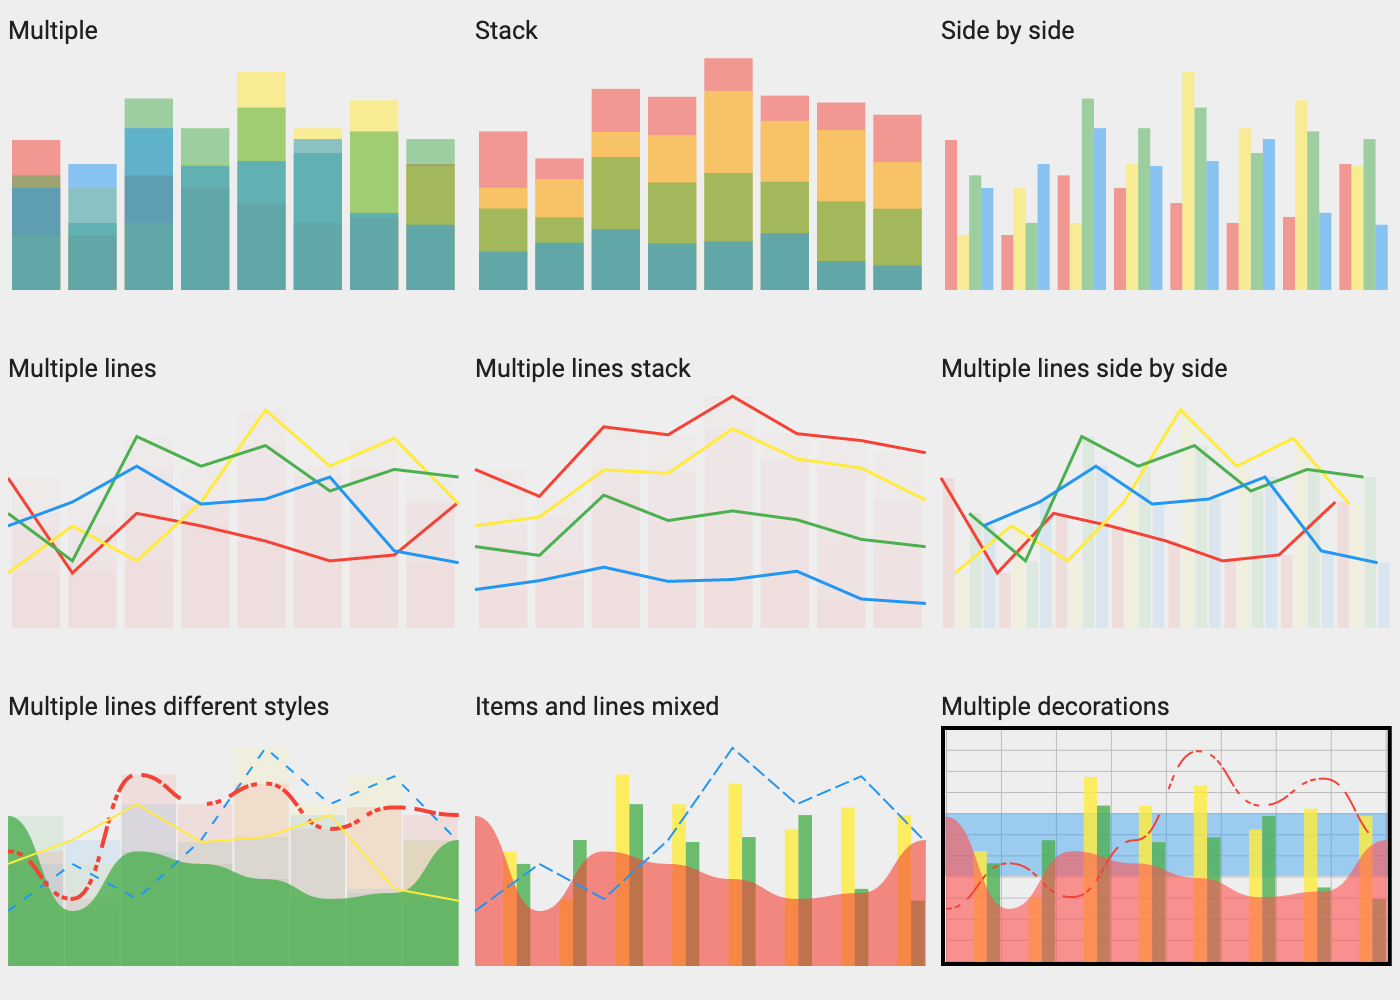 Multiple
Stack
Side by side
Multiple lines
Multiple lines stack
Multiple lines side by side
Multiple lines different styles
Items and lines mixed
Multiple decorations